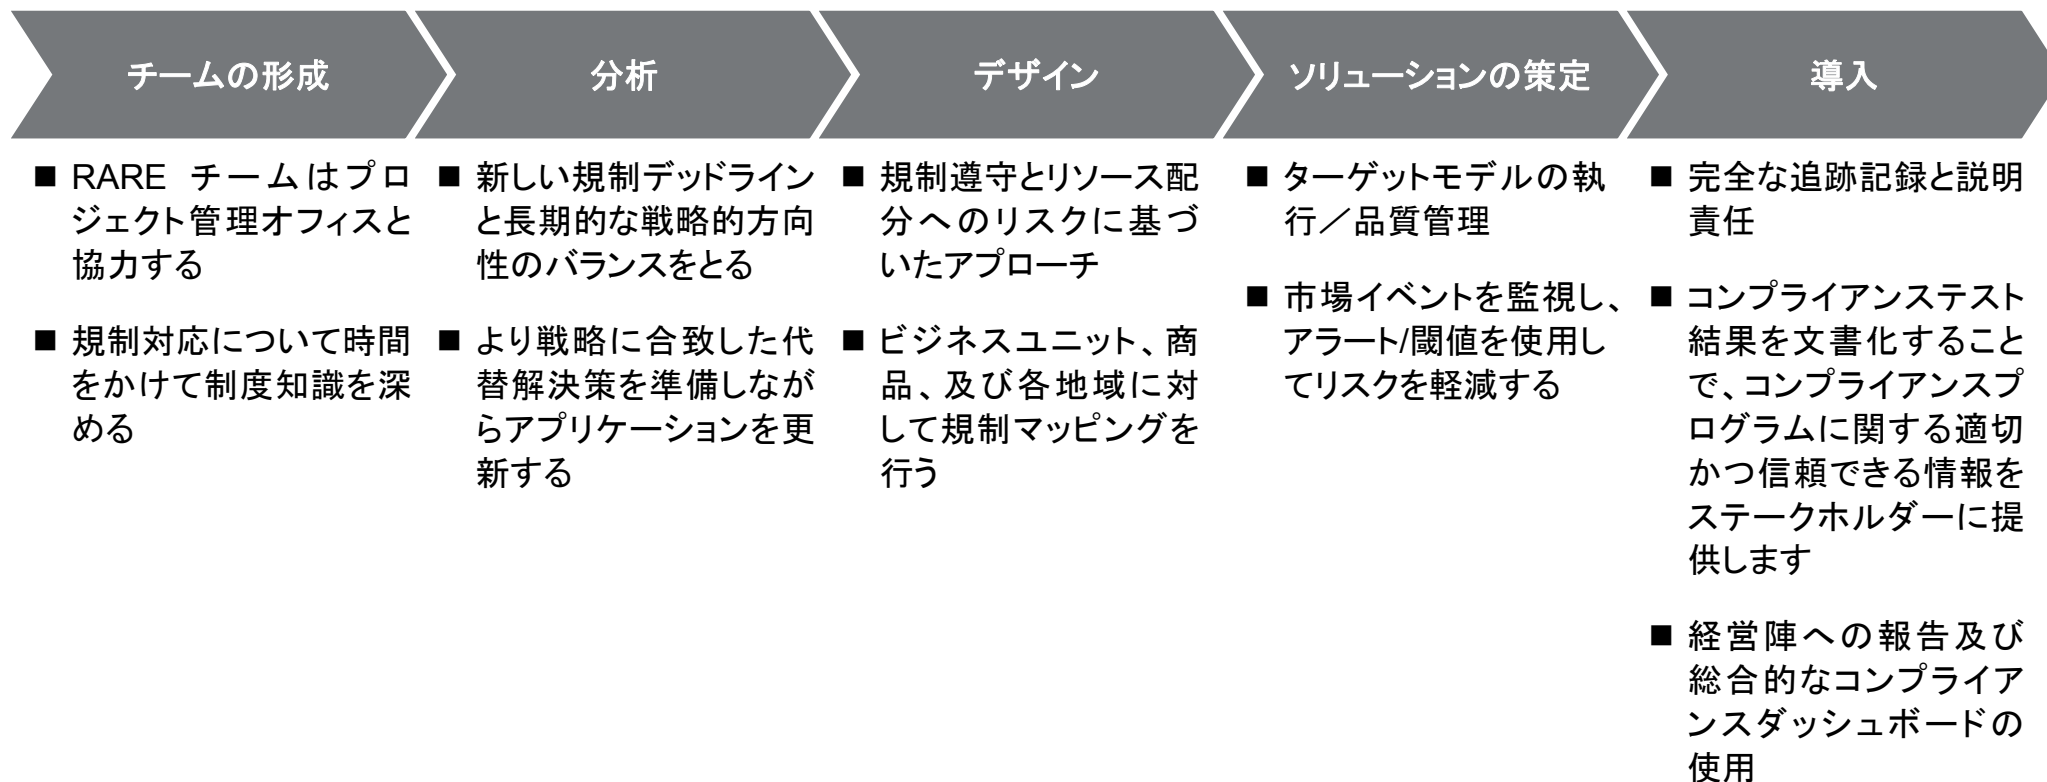 チームの形成
分析
デザイン
ソリューションの策定
導入
■ RARE チームはプロ
ジェクト管理オフィスと
協力する
■ 規制対応について時間
をかけて制度知識を深
める
■ 新しい規制デッドライン
と長期的な戦略的方向
性のバランスをとる
■ より戦略に合致した代
替解決策を準備しなが
らアプリケーションを更
新する
■ 規制遵守とリソース配
分へのリスクに基づ
いたアプローチ
■ ビジネスユニット、商
品、及び各地域に対
して規制マッピングを
行う
■ ターゲットモデルの執
行／品質管理
■ 市場イベントを監視し、
アラート/閾値を使用し
てリスクを軽減する
■ 完全な追跡記録と説明
責任
■ コンプライアンステスト
結果を文書化すること
で、コンプライアンスプ
ログラムに関する適切
かつ信頼できる情報を
ステークホルダーに提
供します
■ 経営陣への報告及び
総合的なコンプライア
ンスダッシュボードの
使用